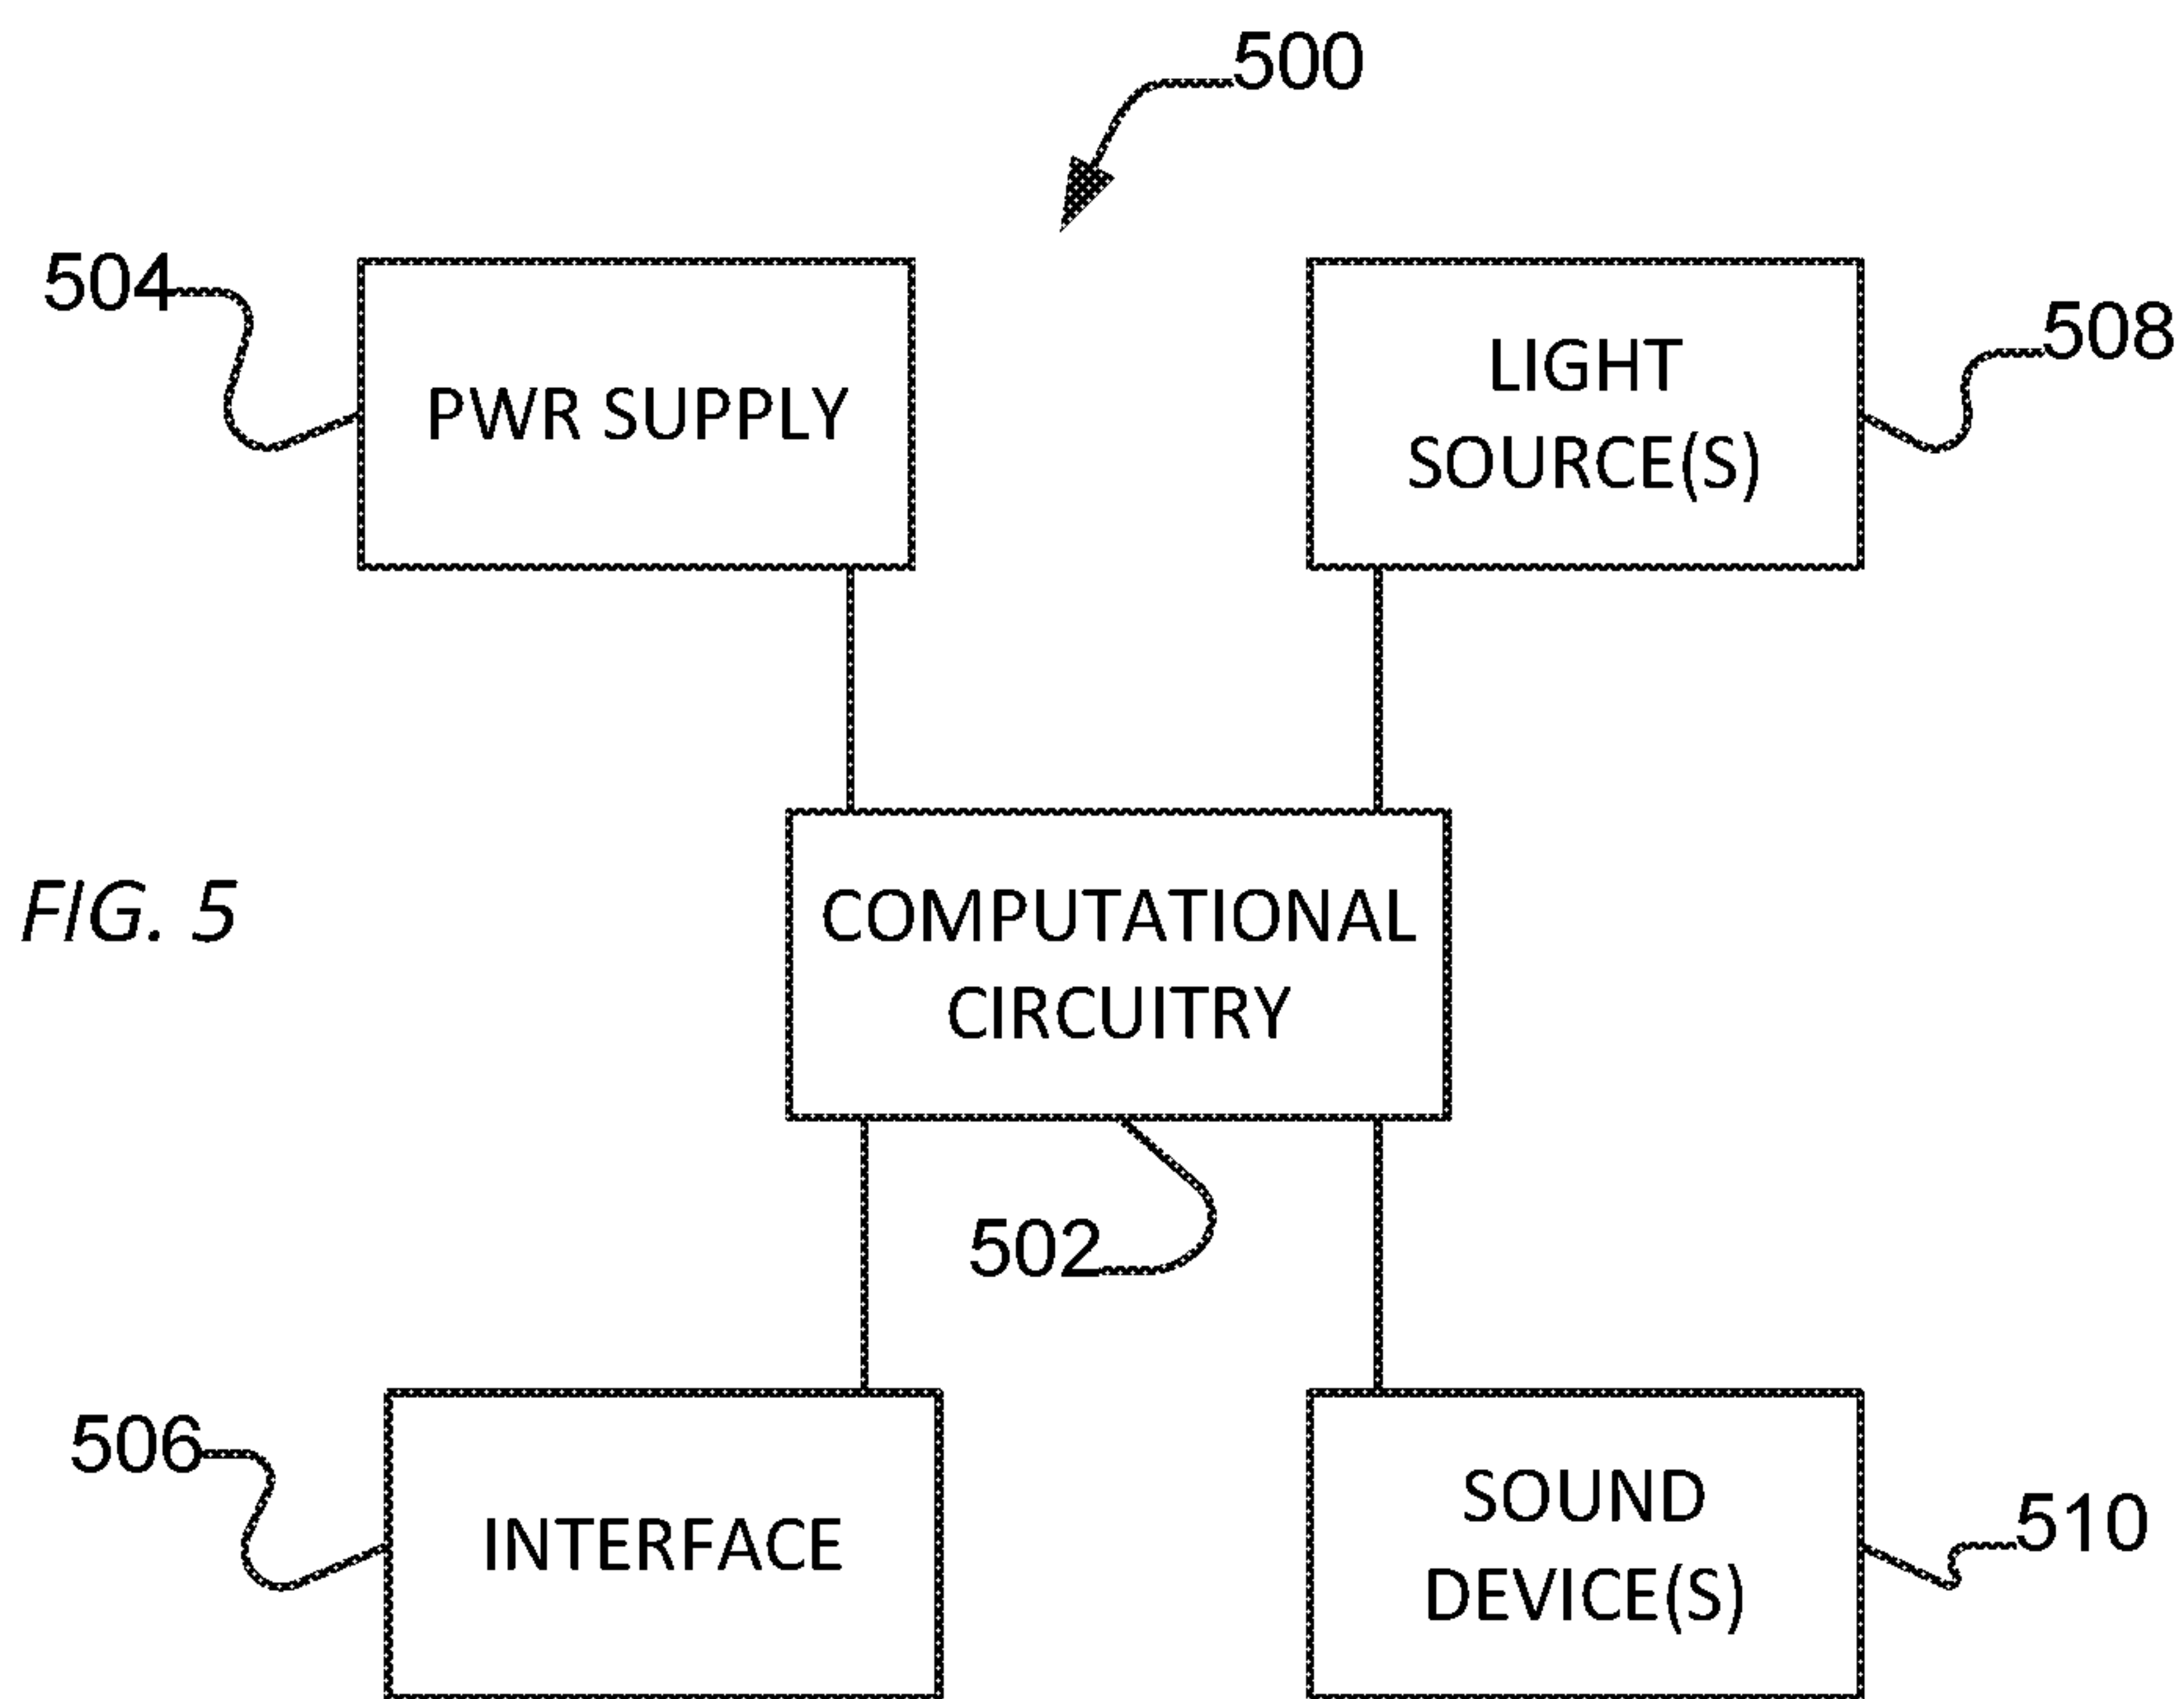 500
504
PWR SUPPLY
LIGHT
SOURCE(S)
508
FIG. 5
COMPUTATIONAL
CIRCUITRY
502
506
INTERFACE
SOUND
DEVICE(S)
510